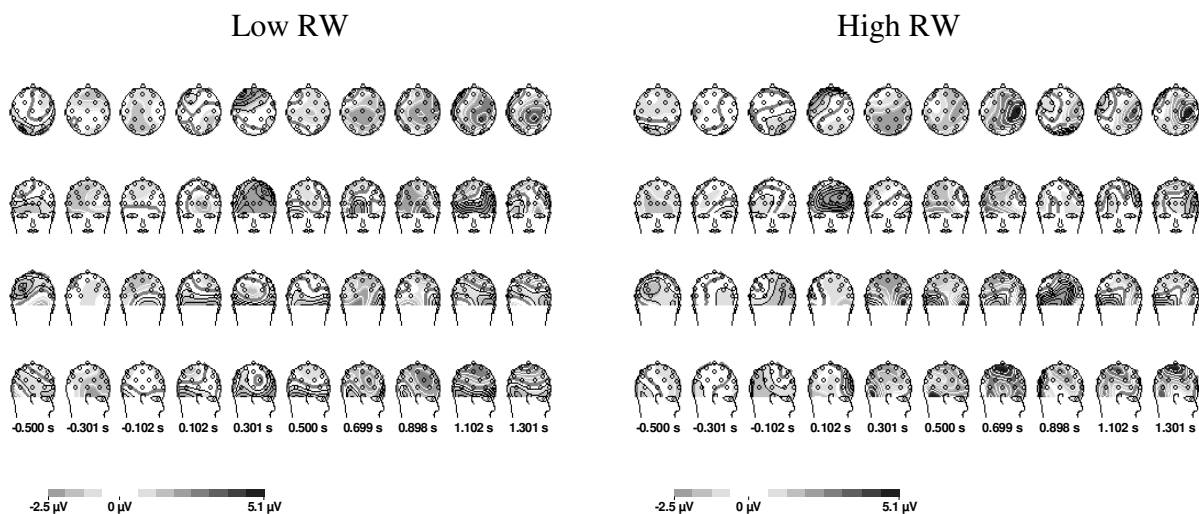 Low RW
High RW
-0.500 s -0.301 s -0.102 s 0.102 s 0.301 s 0.500 s 0.699 s 0.898 s 1.102 s 1.301 s
-0.500 s -0.301 s -0.102 s 0.102 s 0.301 s 0.500 s 0.699 s 0.898 s 1.102 s 1.301 s
-2.5 µV 0 µV 5.1 µV
-2.5 µV 0 µV 5.1 µV